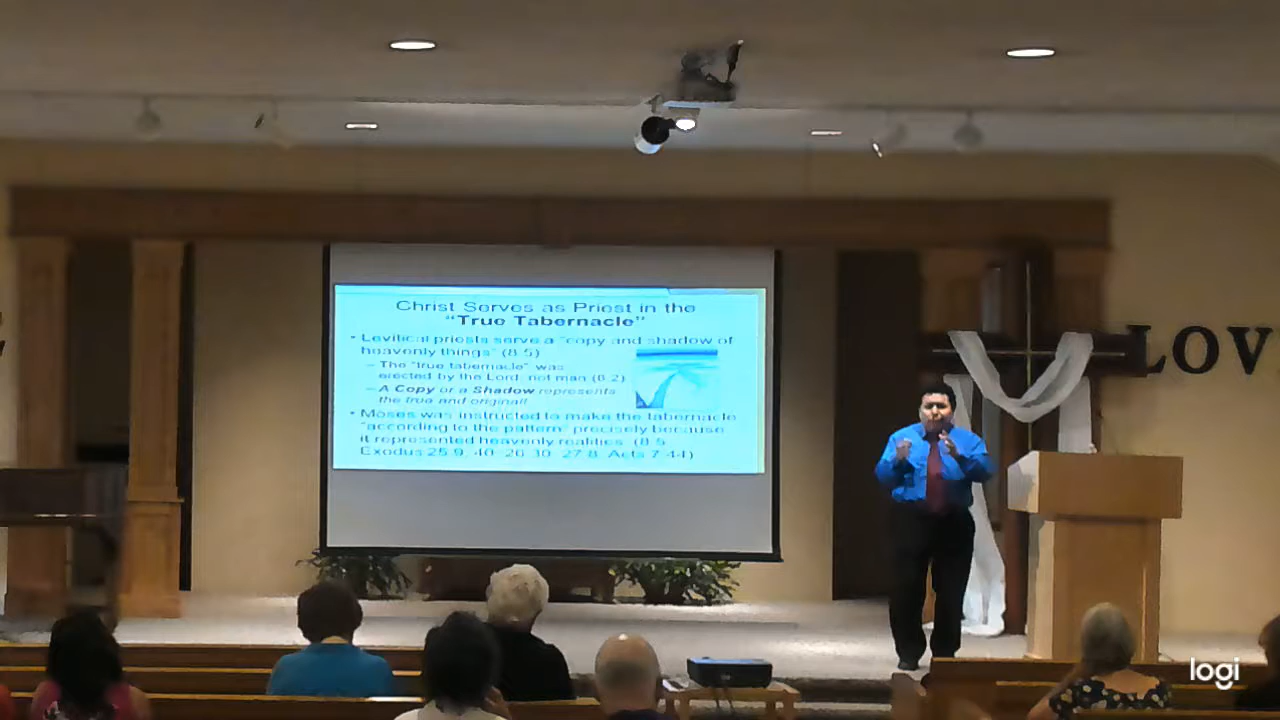 Christ Serves as Priest in the
"True Tabernacle"
• Levitical priests serve a "copy and shadow of
heavenly things" (8:5)
– The "true tabernacle" was
erected by the Lord, not man (8:2)
– A Copy or a Shadow represents
the true and original!
• Moses was instructed to make the tabernacle
"according to the pattern" precisely because
it represented heavenly realities. (8:5
Exodus 25:9, 40 26:30 27:8 Acts 7:44)
LOV
logi